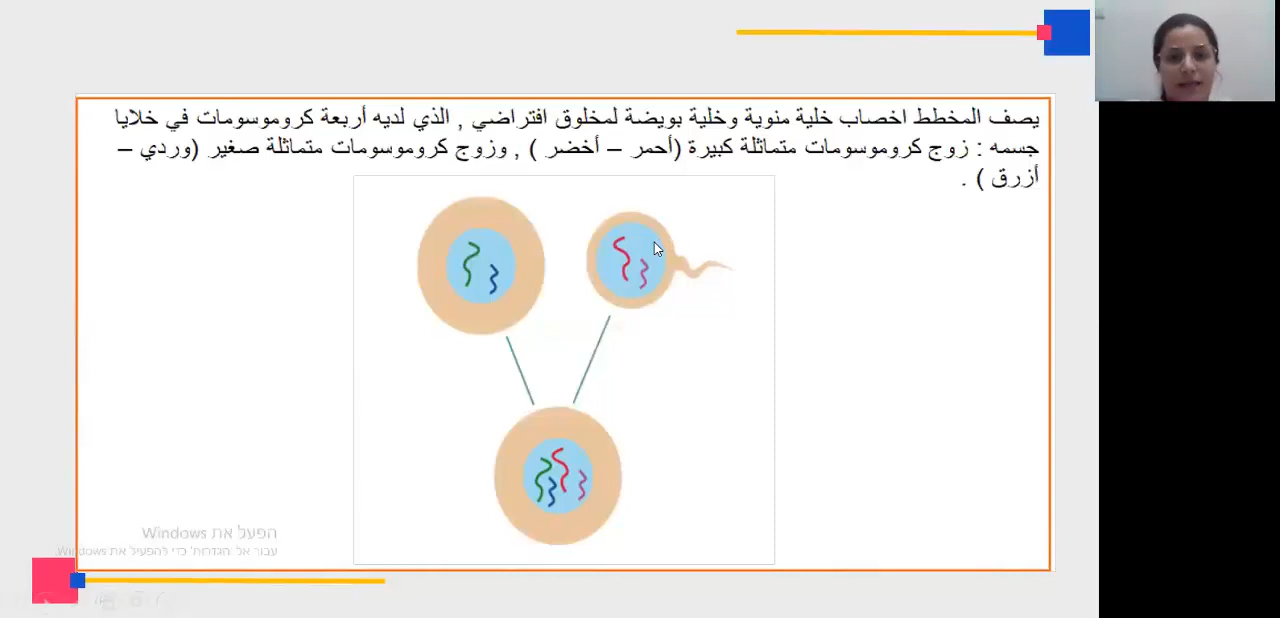 يصف المخطط اخصاب خلية منوية وخلية بويضة لمخلوق افتراضي , الذي لديه أربعة كروموسومات في خلايا
جسمه : زوج كروموسومات متماثلة كبيرة (أحمر – أخضر ) , وزوج كروموسومات متماثلة صغير (وردي –
أزرق ) .
הפעל את Windows
עבור אל 'הגדרות' כדי להפעיל את Windows.